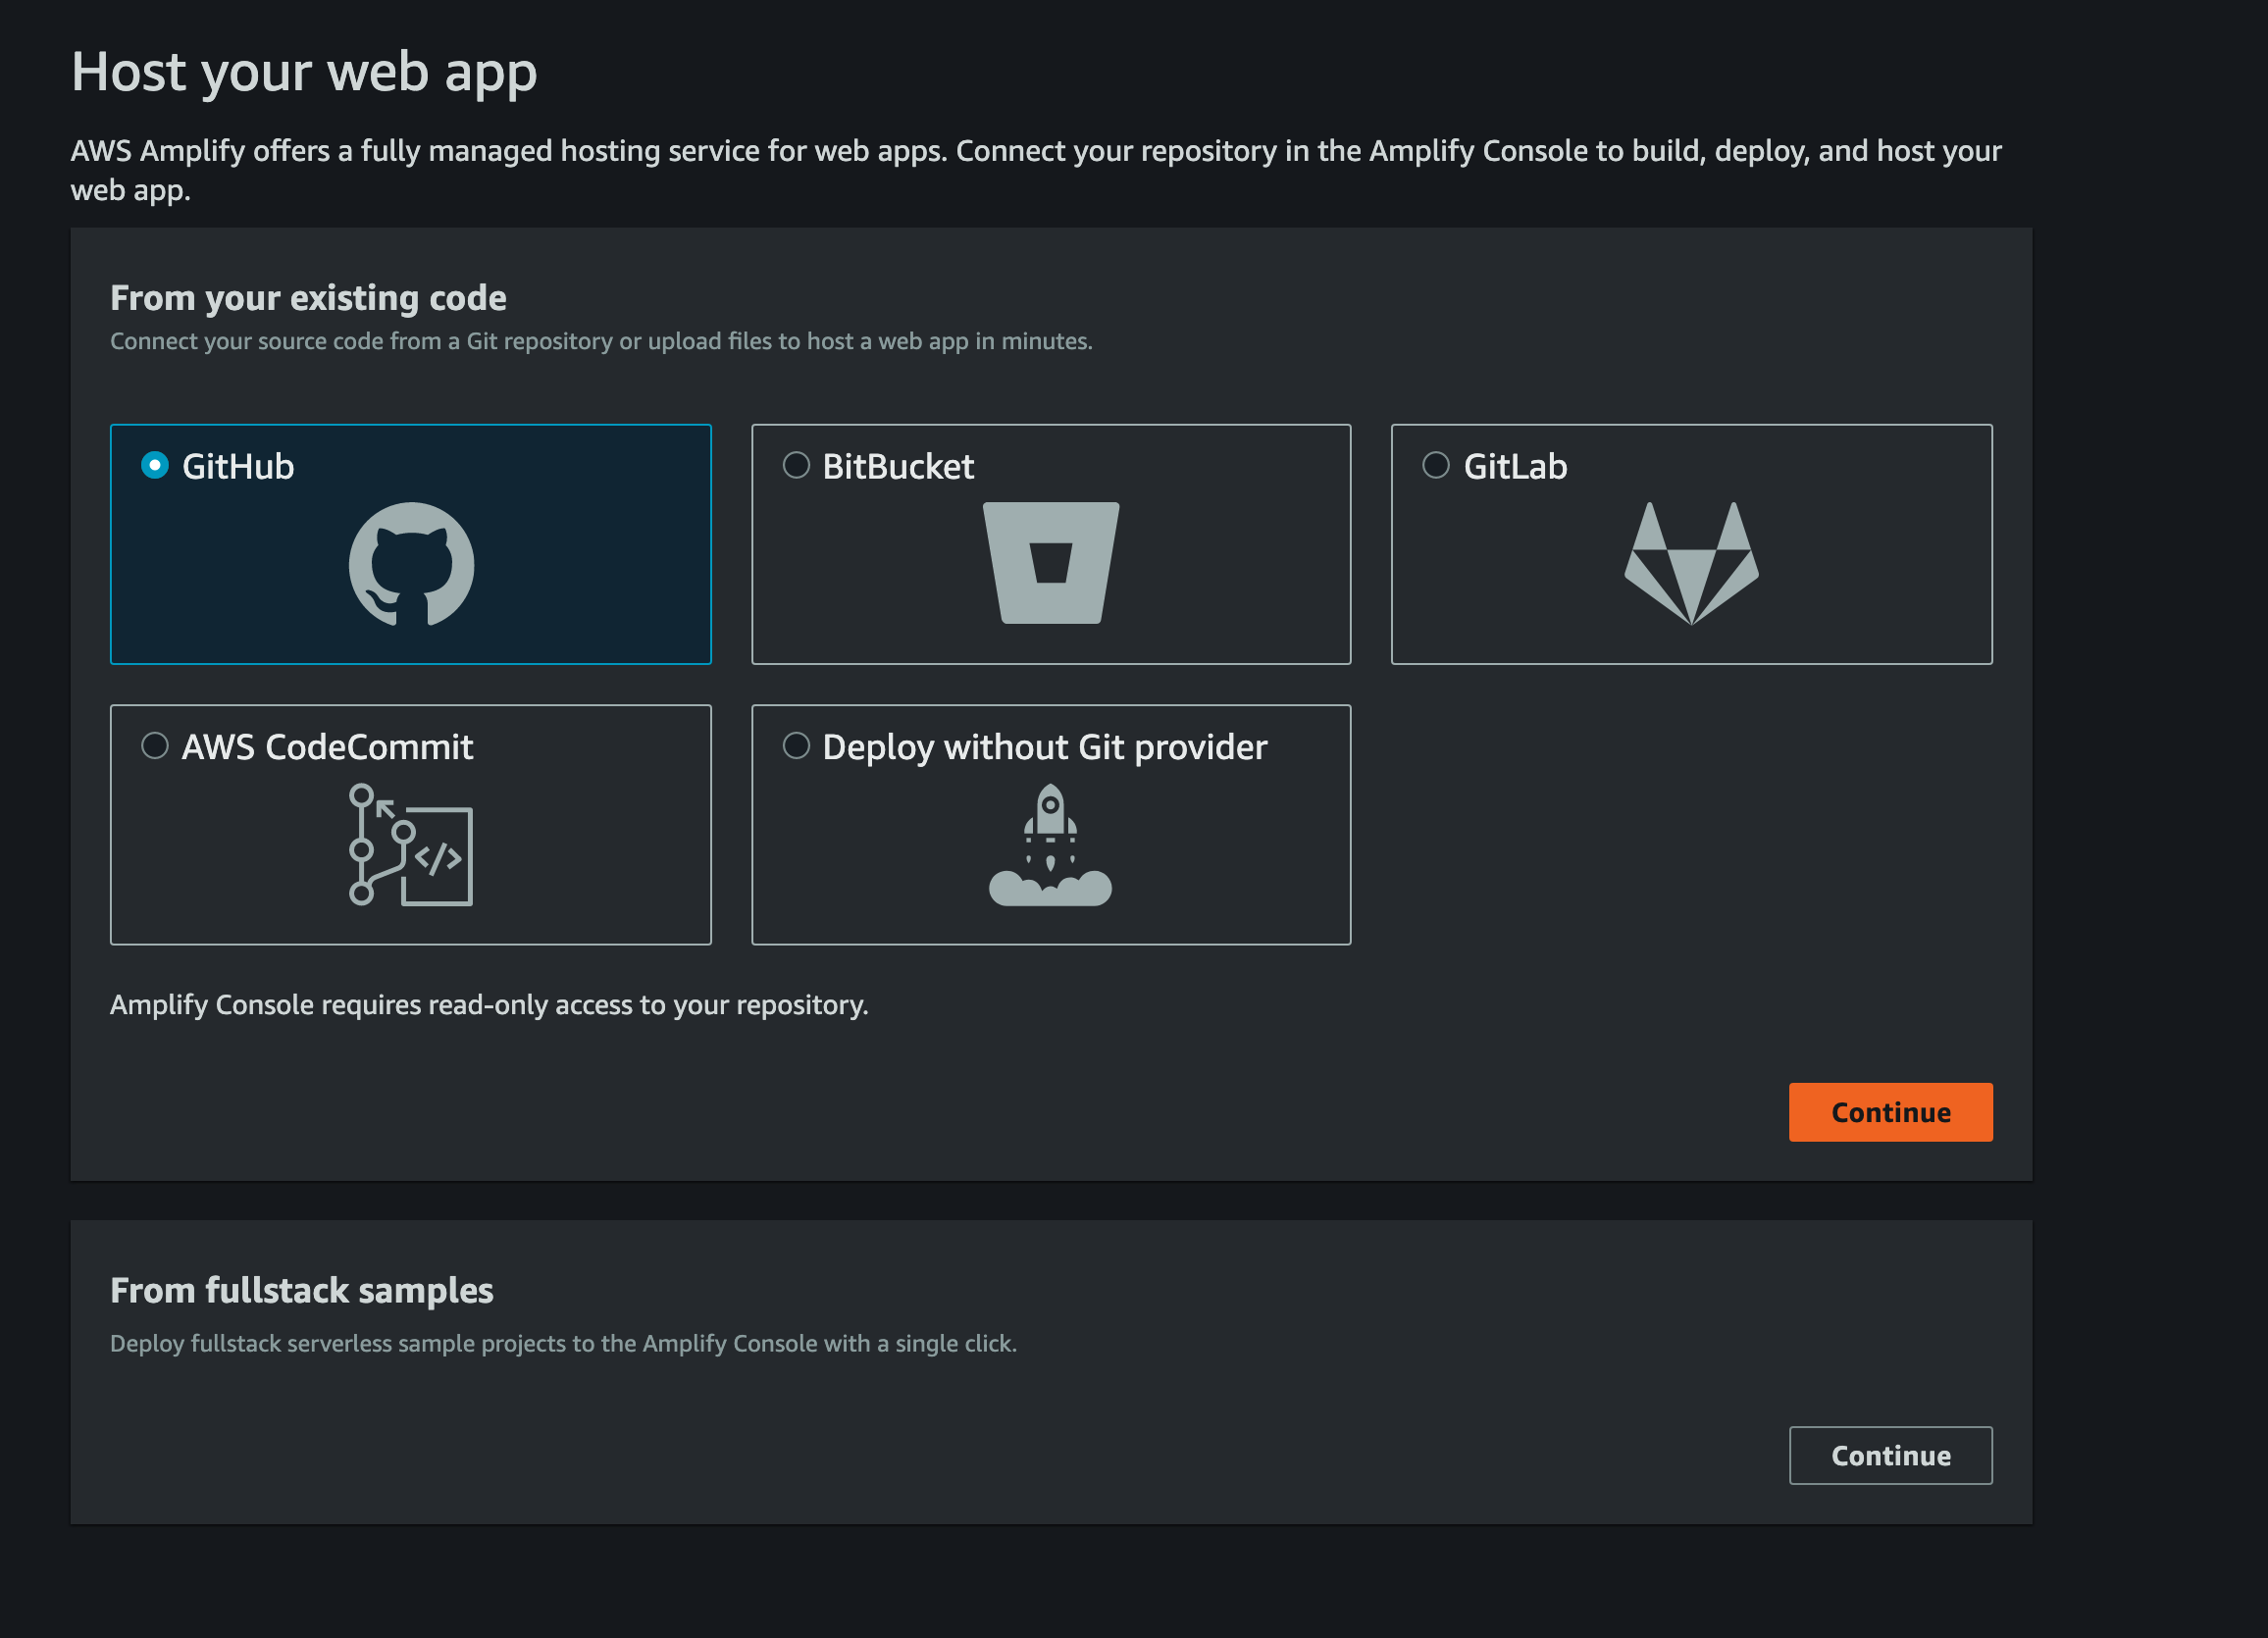 Host your web app
AWS Amplify offers a fully managed hosting service for web apps. Connect your repository in the Amplify Console to build, deploy, and host your
web app.
From your existing code
Connect your source code from a Git repository or upload files to host a web app in minutes.
GitHub
BitBucket
GitLab
AWS CodeCommit
Deploy without Git provider
Amplify Console requires read-only access to your repository.
Continue
From fullstack samples
Deploy fullstack serverless sample projects to the Amplify Console with a single click.
Continue